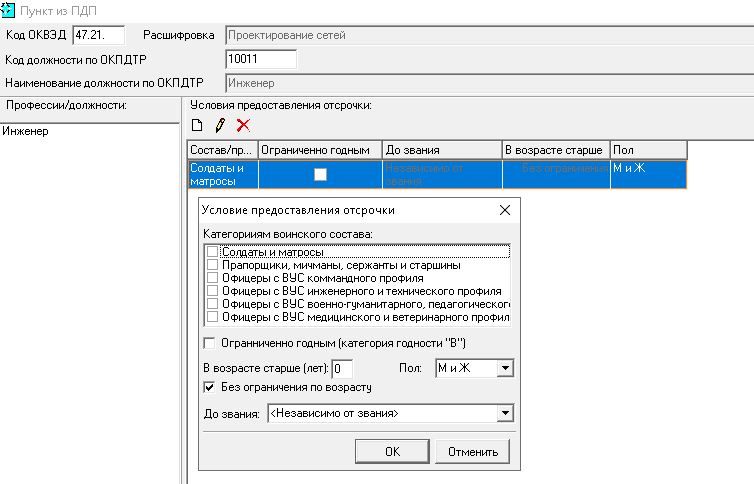 Пункт из ПДП
Код ОКВЭД 47.21. Расшифровка Проектирование сетей
Код должности по ОКПДТР 10011
Наименование должности по ОКПДТР Инженер
Профессии/должности:
Инженер
Условия предоставления отсрочки:
Состав/пр... Ограниченно годным До звания В возрасте старше Пол
Солдаты и матросы Независимо от звания Без ограничения М и Ж
Условие предоставления отсрочки
Категорииям воинского состава:
Солдаты и матросы
Прапорщики, мичманы, сержанты и старшины
Офицеры с ВУС коммандного профиля
Офицеры с ВУС инженерного и технического профиля
Офицеры с ВУС военно-гуманитарного, педагогического
Офицеры с ВУС медицинского и ветеринарного профил
Ограниченно годным (категория годности "В")
В возрасте старше (лет): 0 Пол: М и Ж
Без ограничения по возрасту
До звания: <Независимо от звания>
OK Отменить